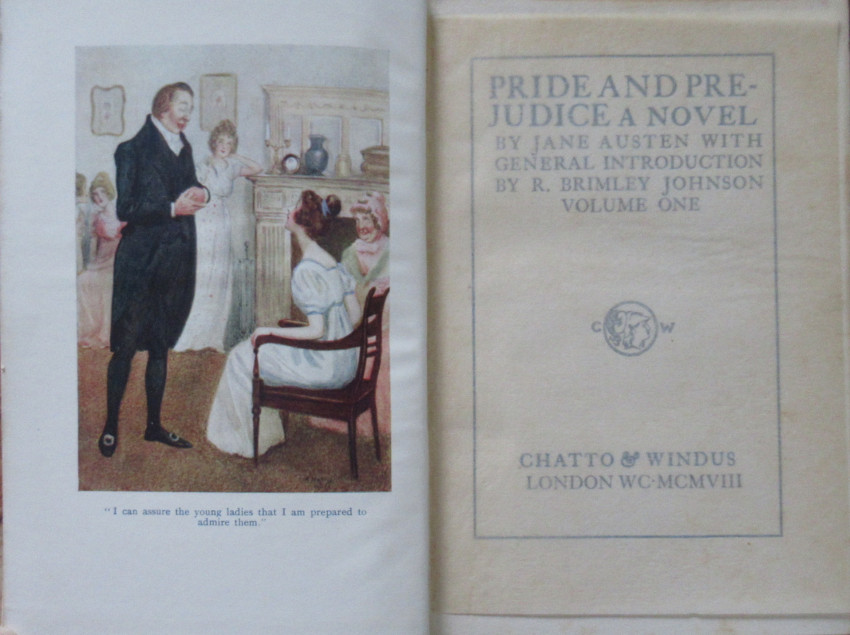 "I can assure the young ladies that I am prepared to
admire them."
PRIDE AND PRE-
JUDICE A NOVEL
BY JANE AUSTEN WITH
GENERAL INTRODUCTION
BY R. BRIMLEY JOHNSON
VOLUME ONE
C W
CHATTO & WINDUS
LONDON WC·MCMVIII